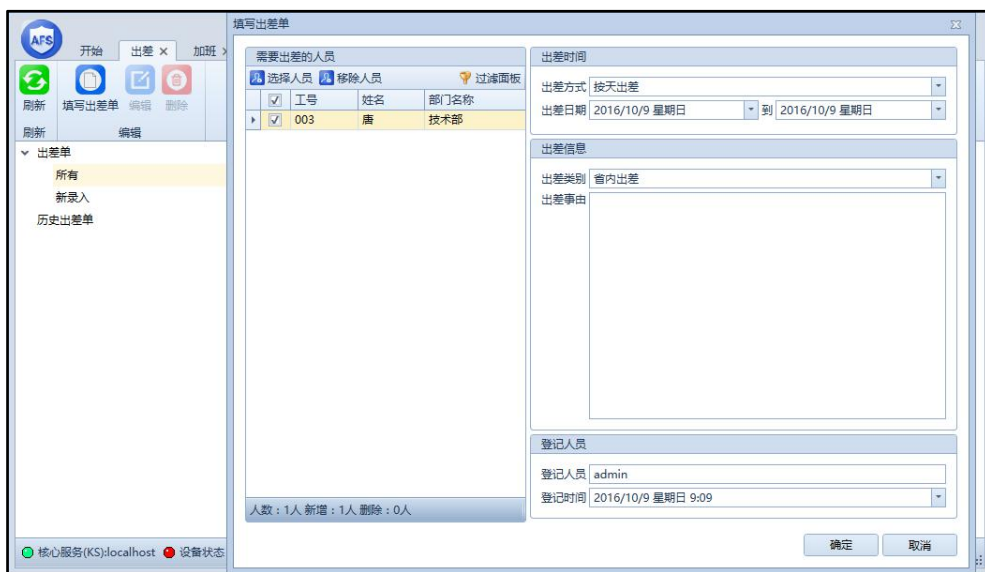 AFS
开始 出差 加班
刷新 填写出差单 编辑 删除
刷新 编辑
出差单
所有
新录入
历史出差单
核心服务(KS):localhost 设备状态
填写出差单
需要出差的人员
选择人员 移除人员 过滤面板
工号 姓名 部门名称
003 唐 技术部
人数：1人 新增：1人 删除：0人
出差时间
出差方式 按天出差
出差日期 2016/10/9 星期日 到 2016/10/9 星期日
出差信息
出差类别 省内出差
出差事由
登记人员
登记人员 admin
登记时间 2016/10/9 星期日 9:09
确定 取消